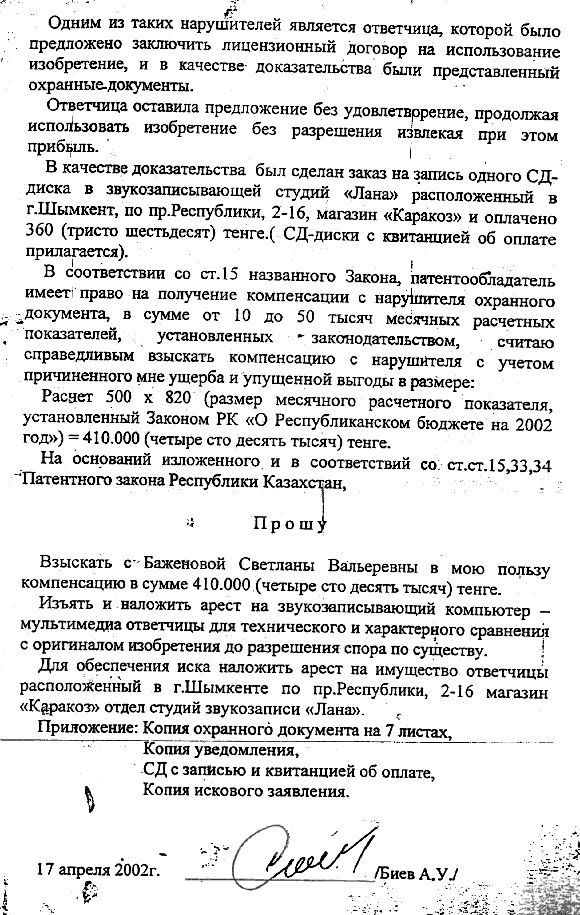 Одним из таких нарушителей является ответчица, которой было
предложено заключить лицензионный договор на использование
изобретение, и в качестве доказательства были представленный
охранные документы.
Ответчица оставила предложение без удовлетворение, продолжая
использовать изобретение без разрешения извлекая при этом
прибыль.
В качестве доказательства был сделан заказ на запись одного СД-
диска в звукозаписывающей студий «Лана» расположенный в
г.Шымкент, по пр.Республики, 2-16, магазин «Каракоз» и оплачено
360 (тристо шестьдесят) тенге.( СД-диски с квитанцией об оплате
прилагается).
В соответствии со ст.15 названного Закона, патентообладатель
имеет право на получение компенсации с нарушителя охранного
документа, в сумме от 10 до 50 тысяч месячных расчетных
показателей, установленных законодательством, считаю
справедливым взыскать компенсацию с нарушителя с учетом
причиненного мне ущерба и упущенной выгоды в размере:
Расчет 500 х 820 (размер месячного расчетного показателя,
установленный Законом РК «О Республиканском бюджете на 2002
год») = 410.000 (четыре сто десять тысяч) тенге.
На оснований изложенного и в соответствий со ст.ст.15,33,34
Патентного закона Республики Казахстан,
П р о ш у
Взыскать с Баженовой Светланы Вальеревны в мою пользу
компенсацию в сумме 410.000 (четыре сто десять тысяч) тенге.
Изъять и наложить арест на звукозаписывающий компьютер –
мультимедиа ответчицы для технического и характерного сравнения
с оригиналом изобретения до разрешения спора по существу.
Для обеспечения иска наложить арест на имущество ответчицы
расположенный в г.Шымкенте по пр.Республики, 2-16 магазин
«Каракоз» отдел студий звукозаписи «Лана».
Приложение: Копия охранного документа на 7 листах,
Копия уведомления,
СД с записью и квитанцией об оплате,
Копия искового заявления.
17 апреля 2002г. /Биев А.У./